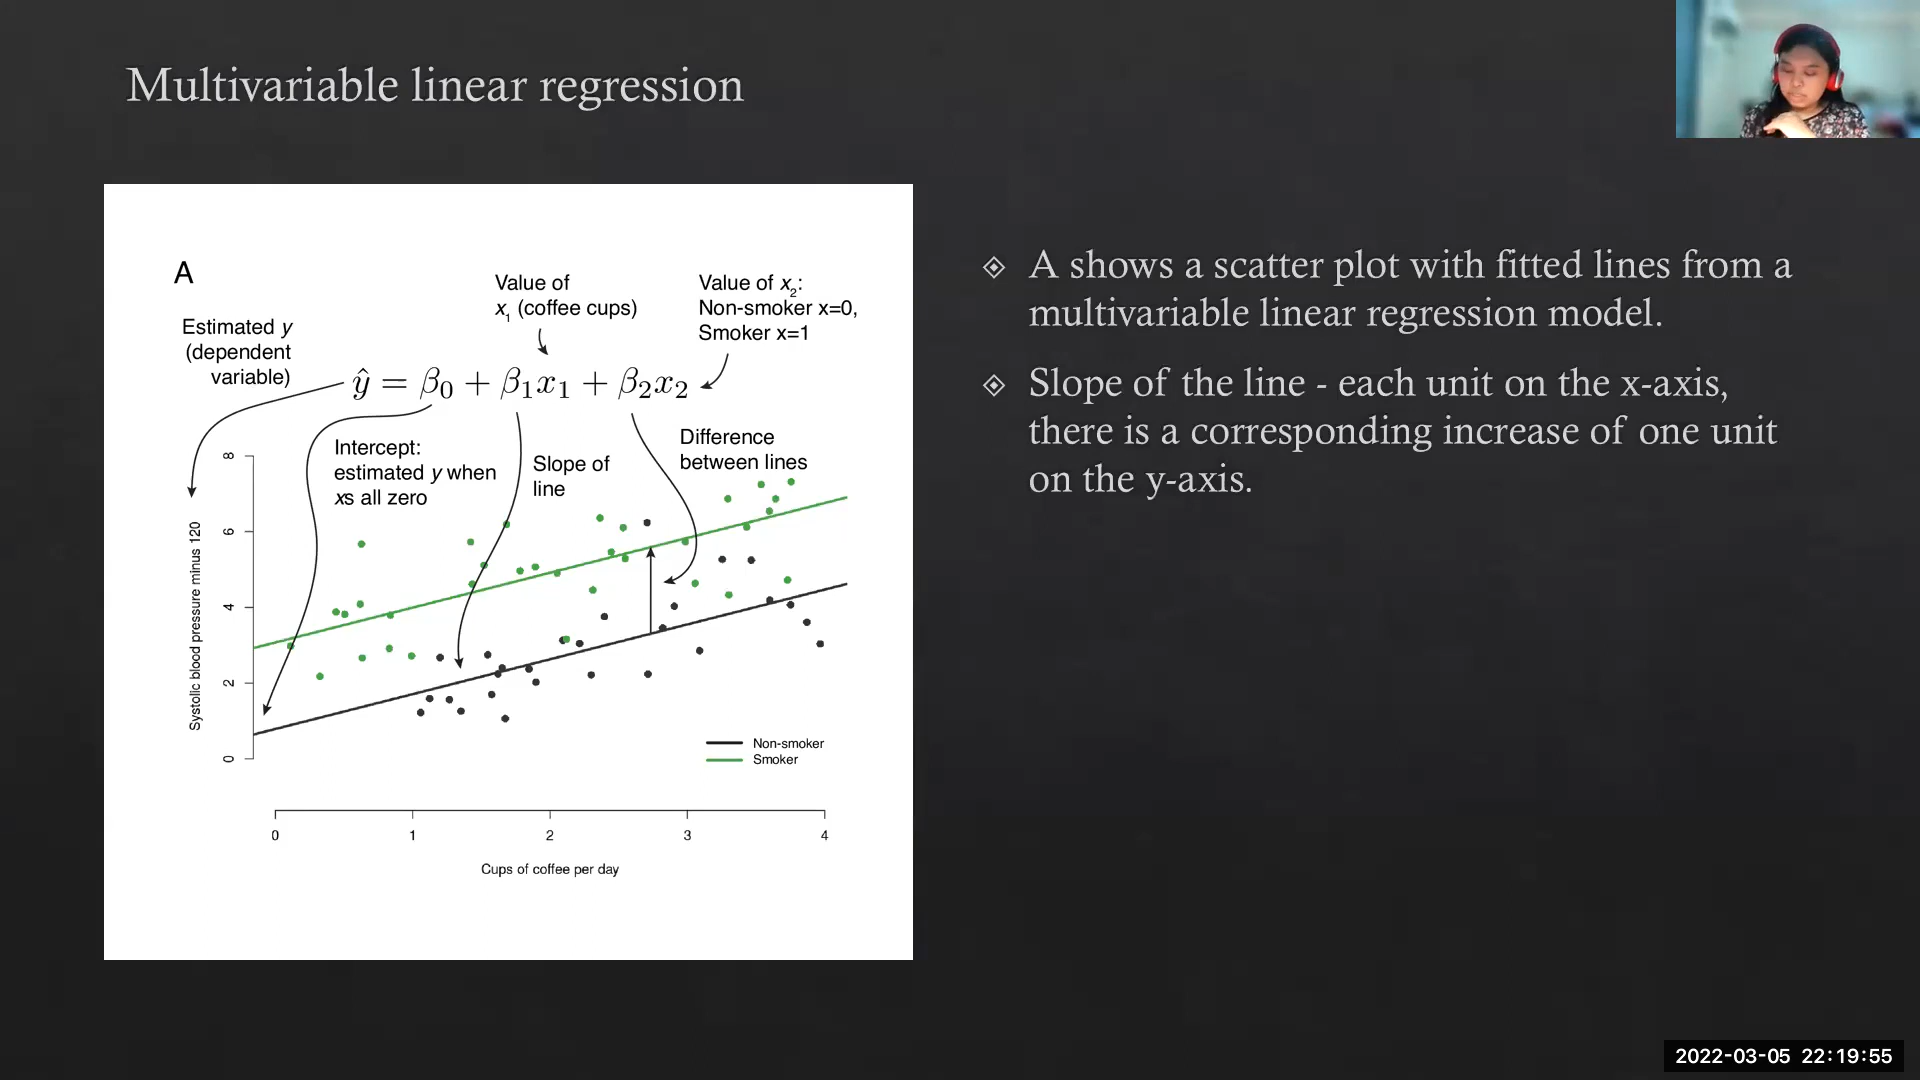 Multivariable linear regression
A
Value of
x₁ (coffee cups)
Value of x₂:
Non-smoker x=0,
Smoker x=1
Estimated y
(dependent
variable)
ŷ = β₀ + β₁x₁ + β₂x₂
Intercept:
estimated y when
xs all zero
Slope of
line
Difference
between lines
Systolic blood pressure minus 120
8
6
4
2
0
Non-smoker
Smoker
0 1 2 3 4
Cups of coffee per day
A shows a scatter plot with fitted lines from a
multivariable linear regression model.
Slope of the line - each unit on the x-axis,
there is a corresponding increase of one unit
on the y-axis.
2022-03-05 22:19:55